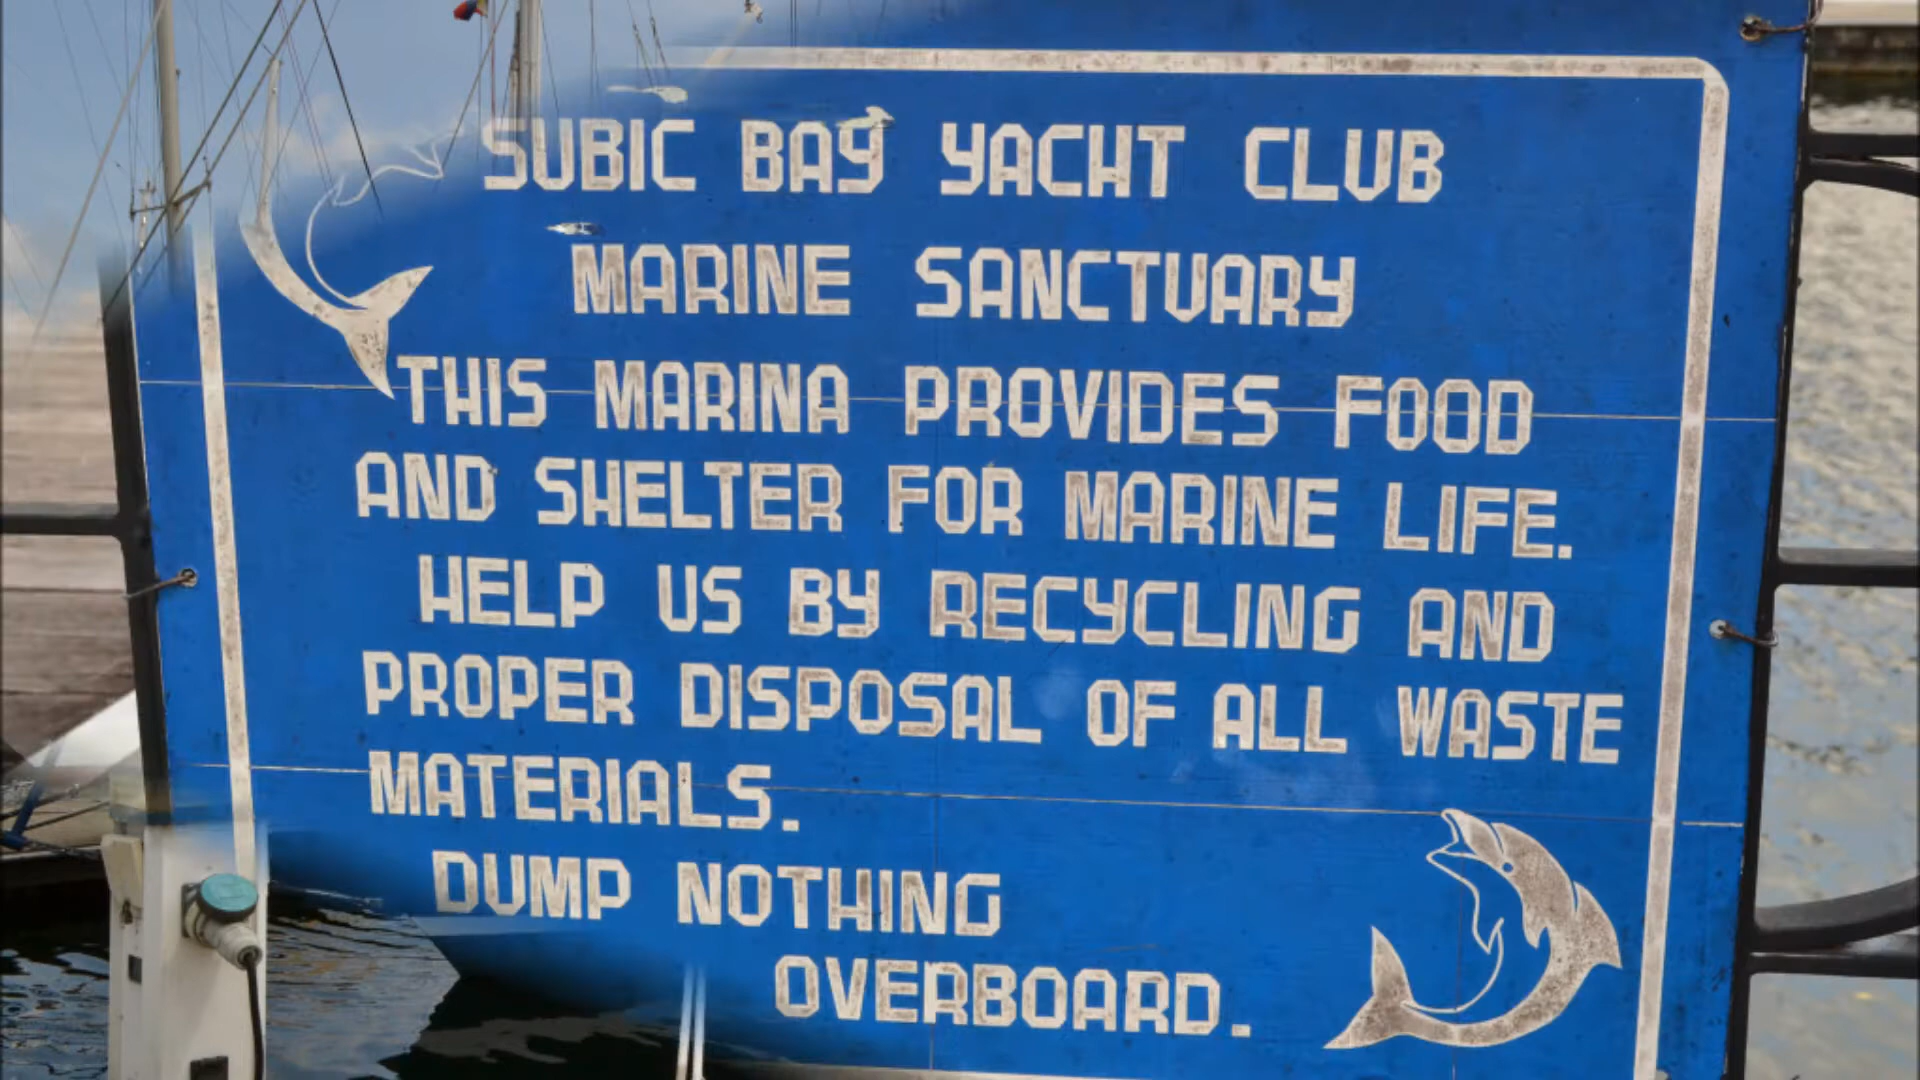 SUBIC BAY YACHT CLUB
MARINE SANCTUARY
THIS MARINA PROVIDES FOOD
AND SHELTER FOR MARINE LIFE.
HELP US BY RECYCLING AND
PROPER DISPOSAL OF ALL WASTE
MATERIALS.
DUMP NOTHING
OVERBOARD.